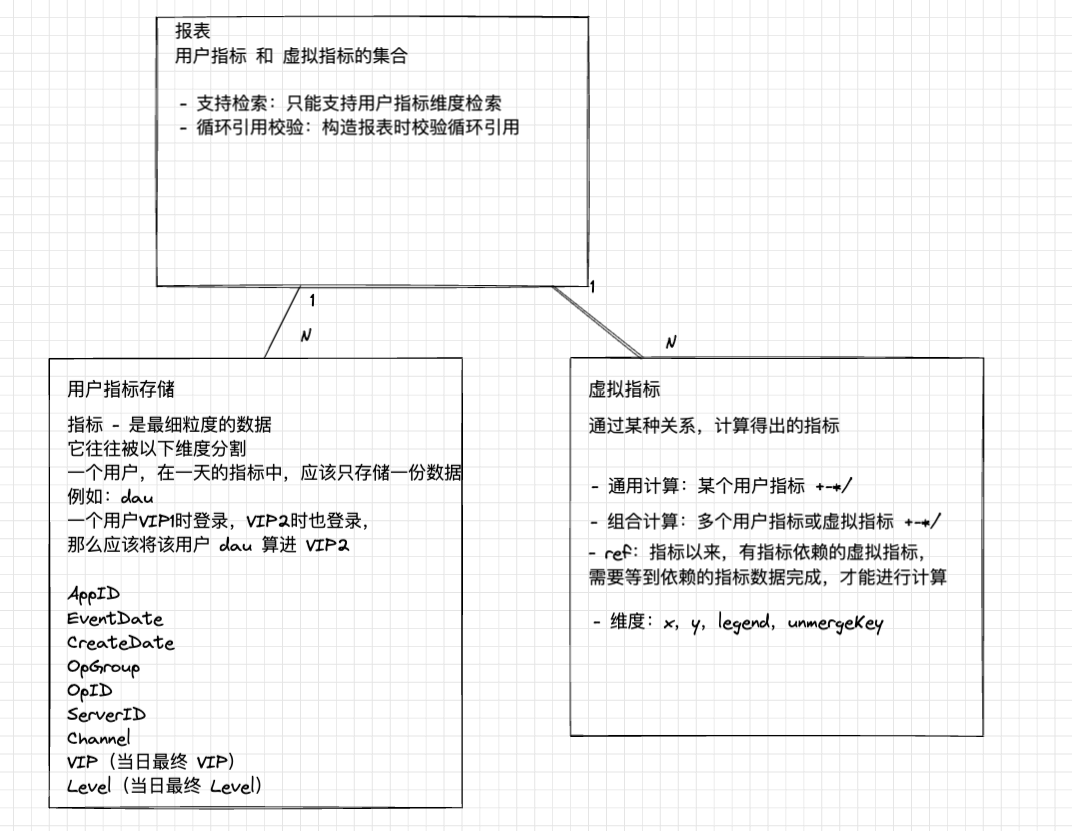 报表
用户指标 和 虚拟指标的集合
- 支持检索：只能支持用户指标维度检索
- 循环引用校验：构造报表时校验循环引用
1
1
N
N
用户指标存储
指标 - 是最细粒度的数据
它往往被以下维度分割
一个用户，在一天的指标中，应该只存储一份数据
例如：dau
一个用户VIP1时登录，VIP2时也登录，
那么应该将该用户 dau 算进 VIP2
AppID
EventDate
CreateDate
OpGroup
OpID
ServerID
Channel
VIP（当日最终 VIP）
Level（当日最终 Level）
虚拟指标
通过某种关系，计算得出的指标
- 通用计算：某个用户指标 +-*/
- 组合计算：多个用户指标或虚拟指标 +-*/
- ref：指标以来，有指标依赖的虚拟指标，
需要等到依赖的指标数据完成，才能进行计算
- 维度：x, y, legend, unmergeKey